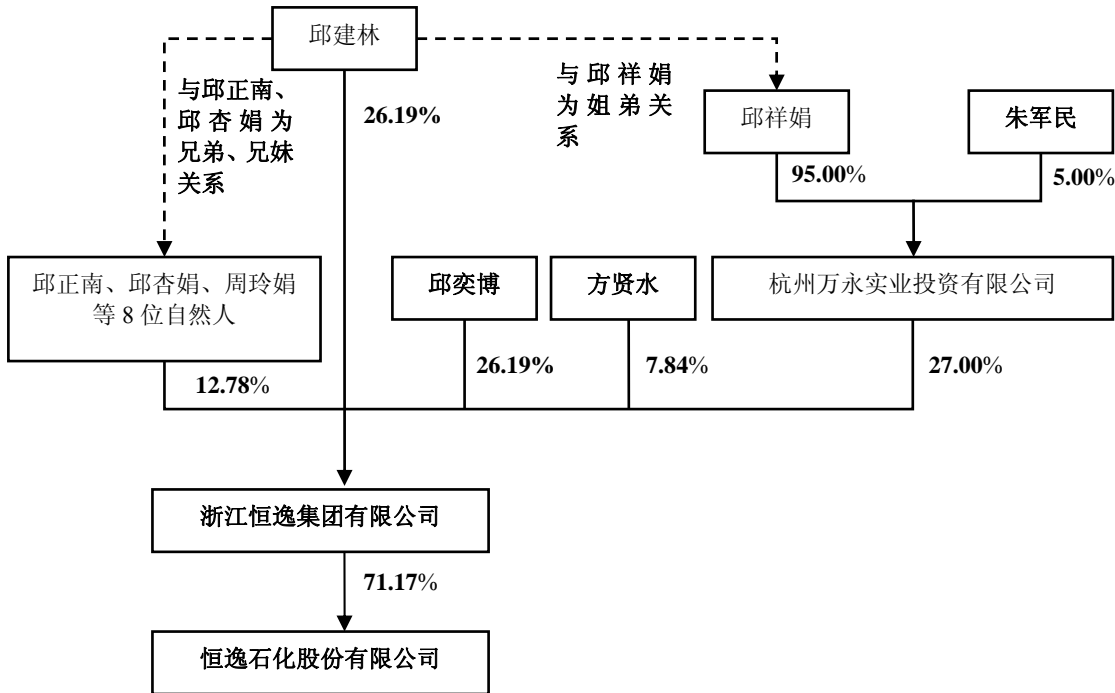 邱建林
与邱正南、
邱杏娟为
兄弟、兄妹
关系
26.19%
与邱祥娟
为姐弟关
系
邱祥娟
朱军民
95.00%
5.00%
邱正南、邱杏娟、周玲娟
等 8 位自然人
邱奕博
方贤水
杭州万永实业投资有限公司
12.78%
26.19%
7.84%
27.00%
浙江恒逸集团有限公司
71.17%
恒逸石化股份有限公司